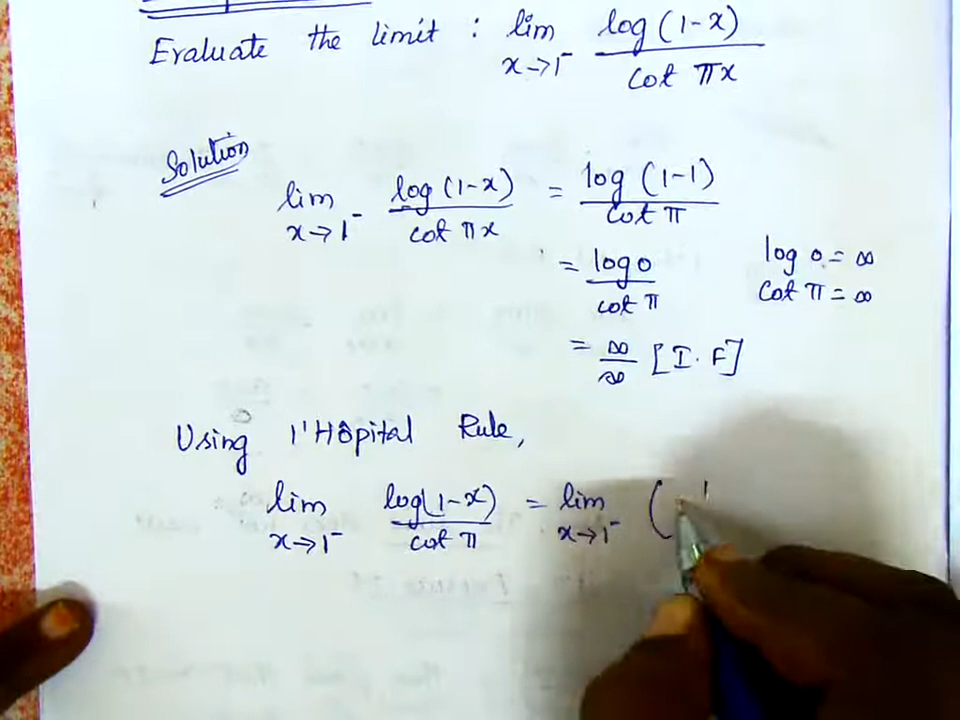 Evaluate the limit : lim x→1⁻ log(1-x) / cot πx
Solution
lim x→1⁻ log(1-x) / cot πx = log(1-1) / cot π
= log 0 / cot π log 0 = ∞
cot π = ∞
= ∞/∞ [I.F]
Using l'Hôpital Rule,
lim x→1⁻ log(1-x) / cot π = lim x→1⁻ (